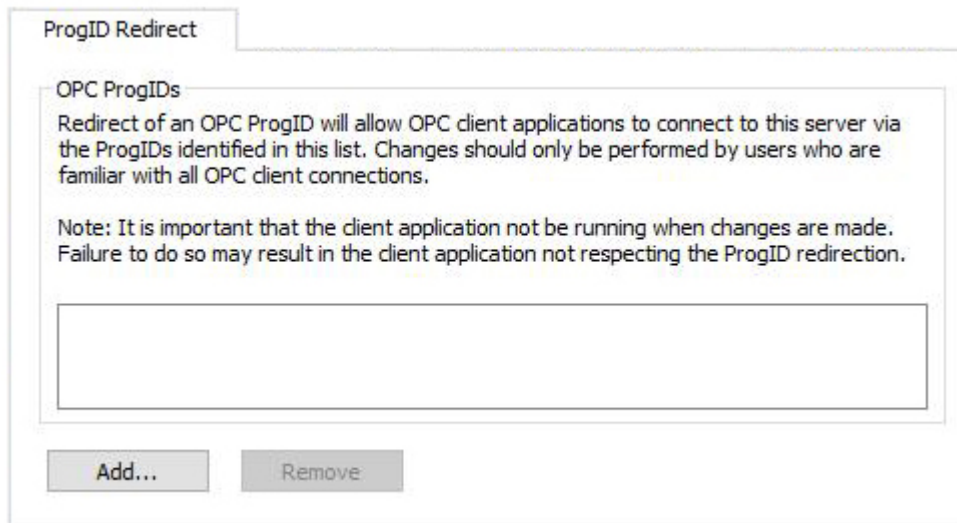 ProgID Redirect
OPC ProgIDs
Redirect of an OPC ProgID will allow OPC client applications to connect to this server via
the ProgIDs identified in this list. Changes should only be performed by users who are
familiar with all OPC client connections.
Note: It is important that the client application not be running when changes are made.
Failure to do so may result in the client application not respecting the ProgID redirection.
Add...
Remove